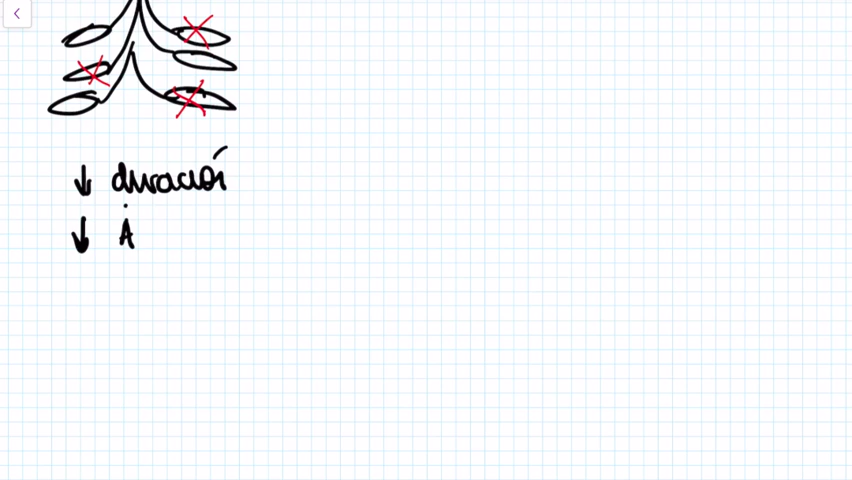 ↓ duración
↓ A